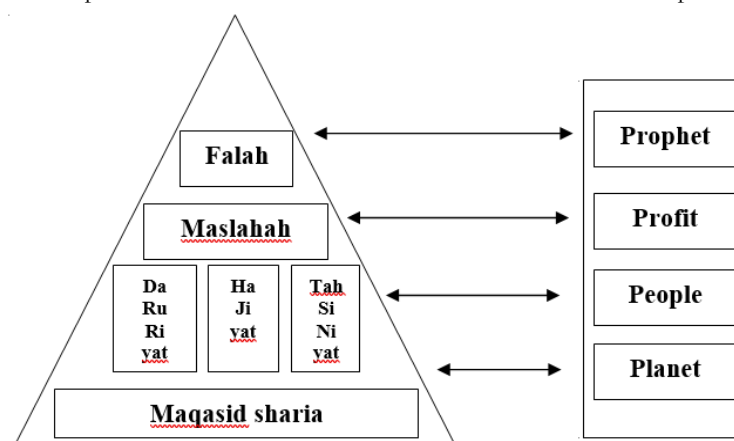 Falah
Maslahah
Da
Ru
Ri
yat
Ha
Ji
yat
Tah
Si
Ni
yat
Maqasid sharia
Prophet
Profit
People
Planet